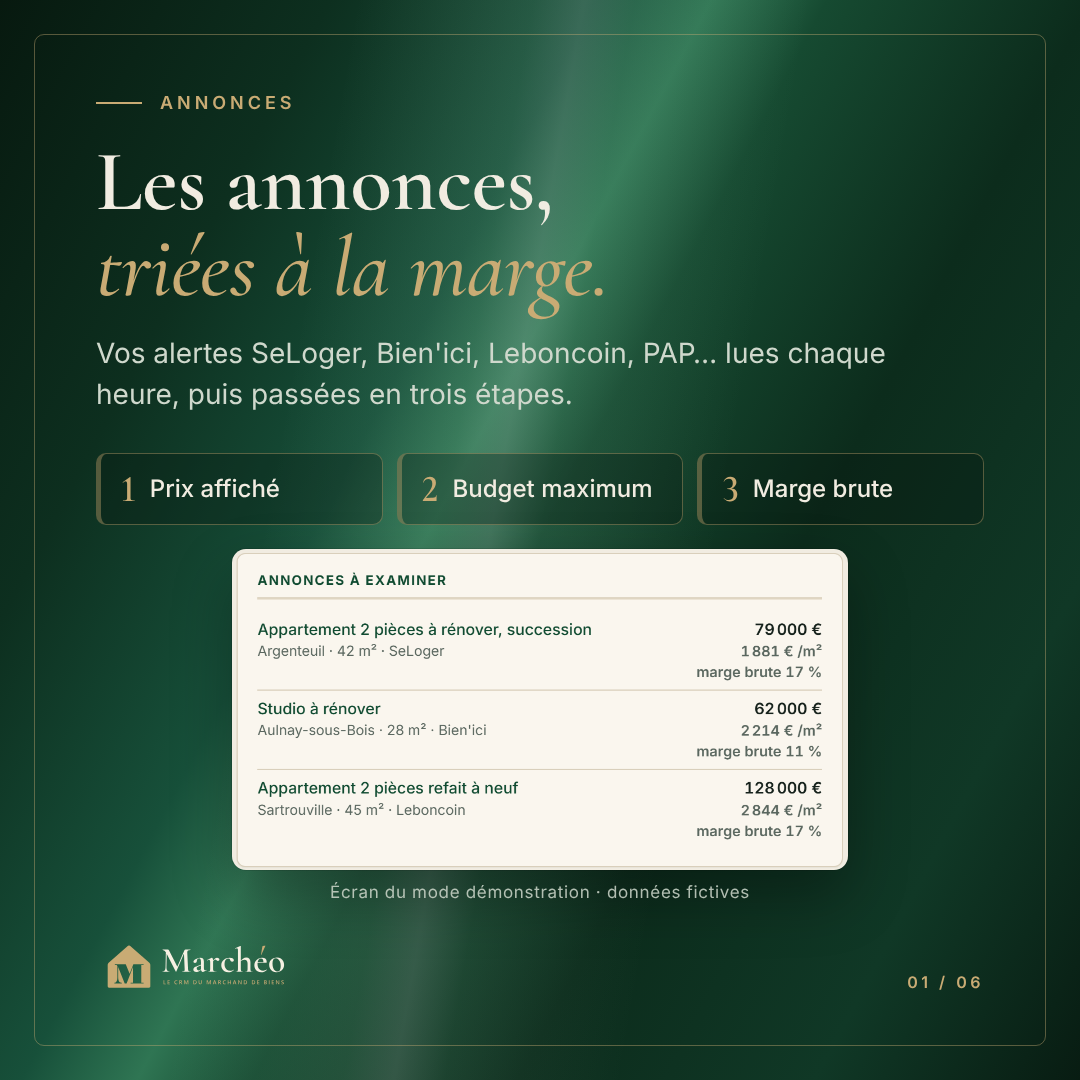 ANNONCES
Les annonces,
triées à la marge.
Vos alertes SeLoger, Bien'ici, Leboncoin, PAP… lues chaque
heure, puis passées en trois étapes.
1 Prix affiché
2 Budget maximum
3 Marge brute
ANNONCES À EXAMINER
Appartement 2 pièces à rénover, succession 79 000 €
Argenteuil · 42 m² · SeLoger 1 881 € /m²
marge brute 17 %
Studio à rénover 62 000 €
Aulnay-sous-Bois · 28 m² · Bien'ici 2 214 € /m²
marge brute 11 %
Appartement 2 pièces refait à neuf 128 000 €
Sartrouville · 45 m² · Leboncoin 2 844 € /m²
marge brute 17 %
Écran du mode démonstration · données fictives
M Marchéo
LE CRM DU MARCHAND DE BIENS
01 / 06